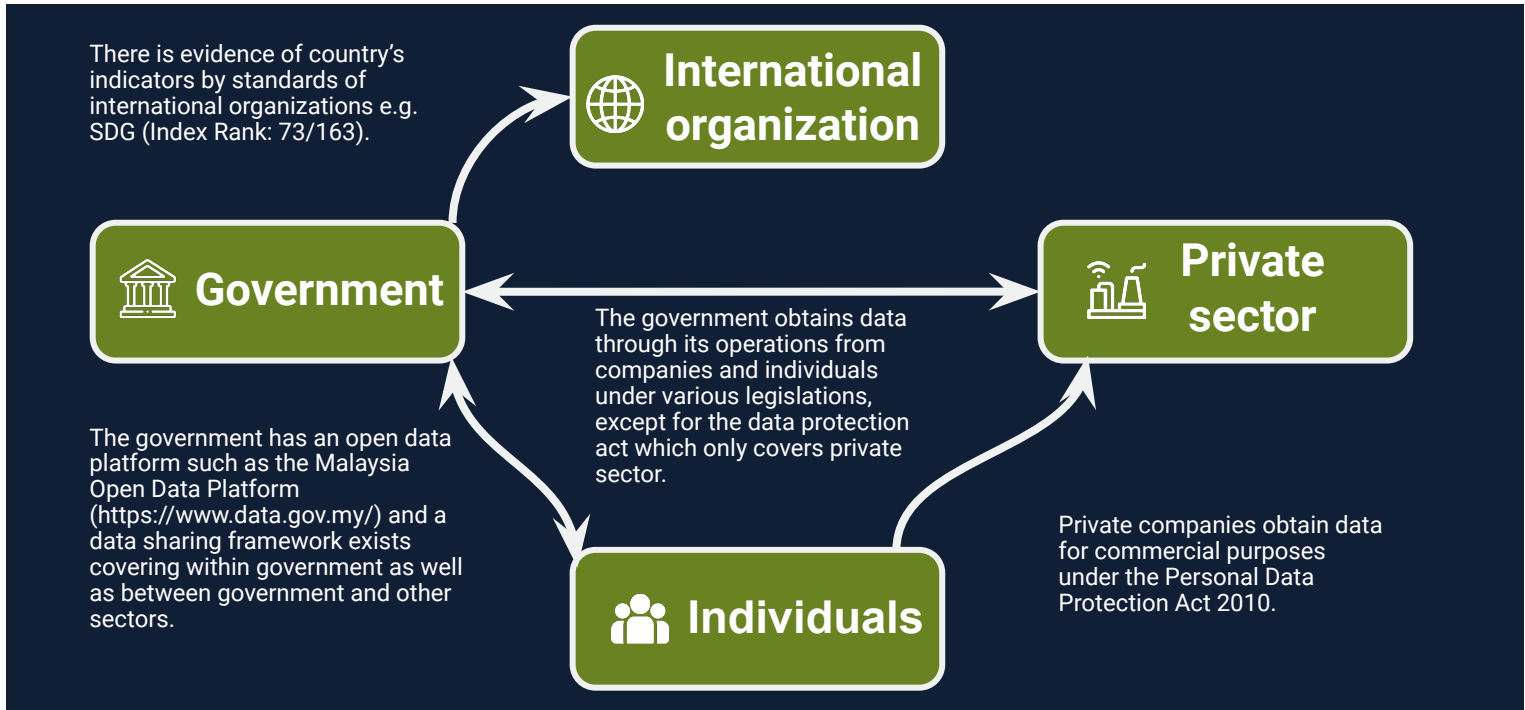 There is evidence of country’s
indicators by standards of
international organizations e.g.
SDG (Index Rank: 73/163).
International
organization
Government
Private
sector
The government obtains data
through its operations from
companies and individuals
under various legislations,
except for the data protection
act which only covers private
sector.
The government has an open data
platform such as the Malaysia
Open Data Platform
(https://www.data.gov.my/) and a
data sharing framework exists
covering within government as well
as between government and other
sectors.
Private companies obtain data
for commercial purposes
under the Personal Data
Protection Act 2010.
Individuals